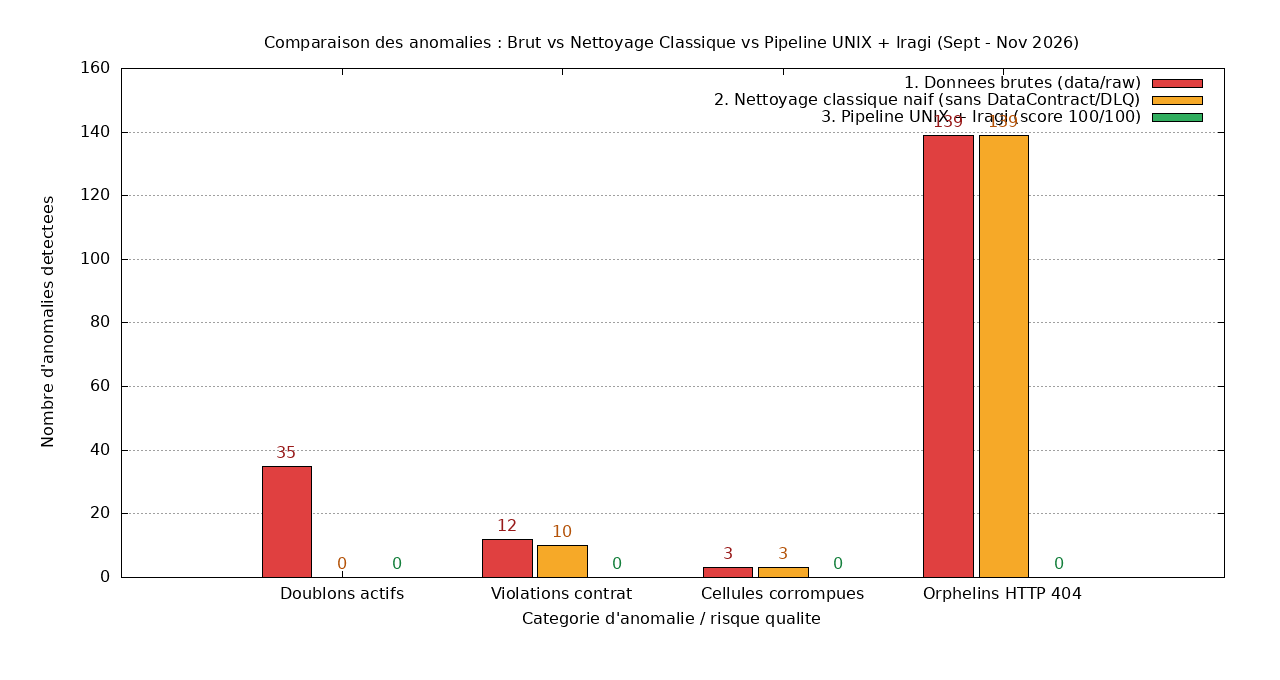 Comparaison des anomalies : Brut vs Nettoyage Classique vs Pipeline UNIX + Iragi (Sept - Nov 2026)
1. Donnees brutes (data/raw)
2. Nettoyage classique naif (sans DataContract/DLQ)
3. Pipeline UNIX + Iragi (score 100/100)
Nombre d'anomalies detectees
160
140
120
100
80
60
40
20
0
35
0
0
12
10
0
3
3
0
139
139
0
Doublons actifs
Violations contrat
Cellules corrompues
Orphelins HTTP 404
Categorie d'anomalie / risque qualite